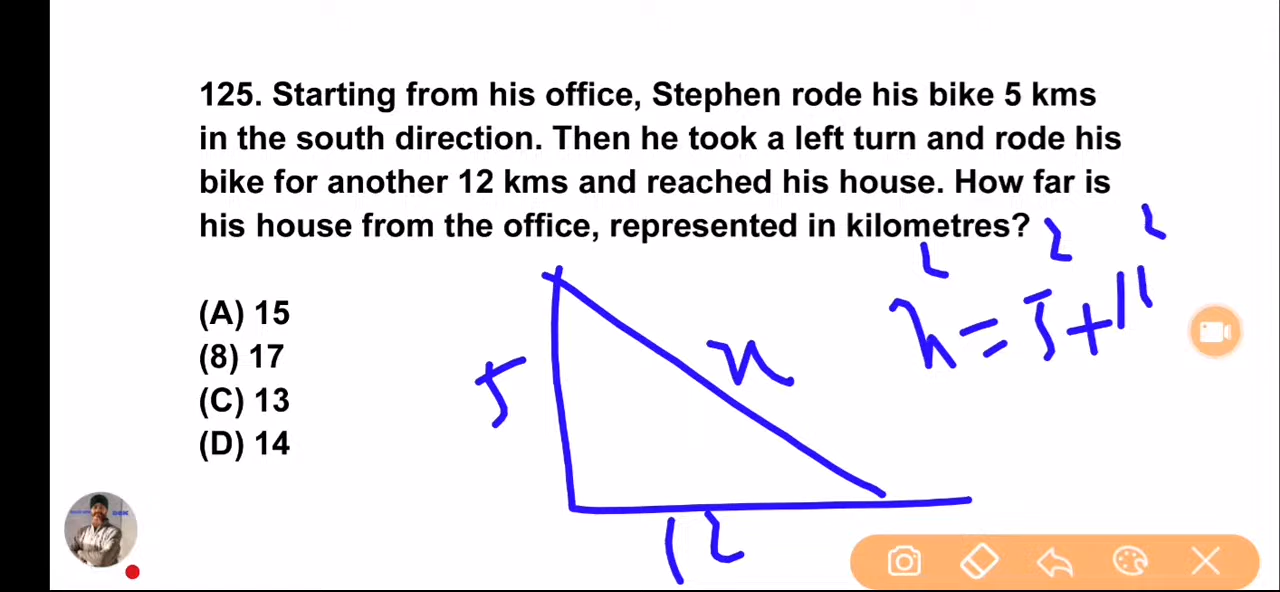 125. Starting from his office, Stephen rode his bike 5 kms
in the south direction. Then he took a left turn and rode his
bike for another 12 kms and reached his house. How far is
his house from the office, represented in kilometres?
(A) 15
(8) 17
(C) 13
(D) 14
5
12